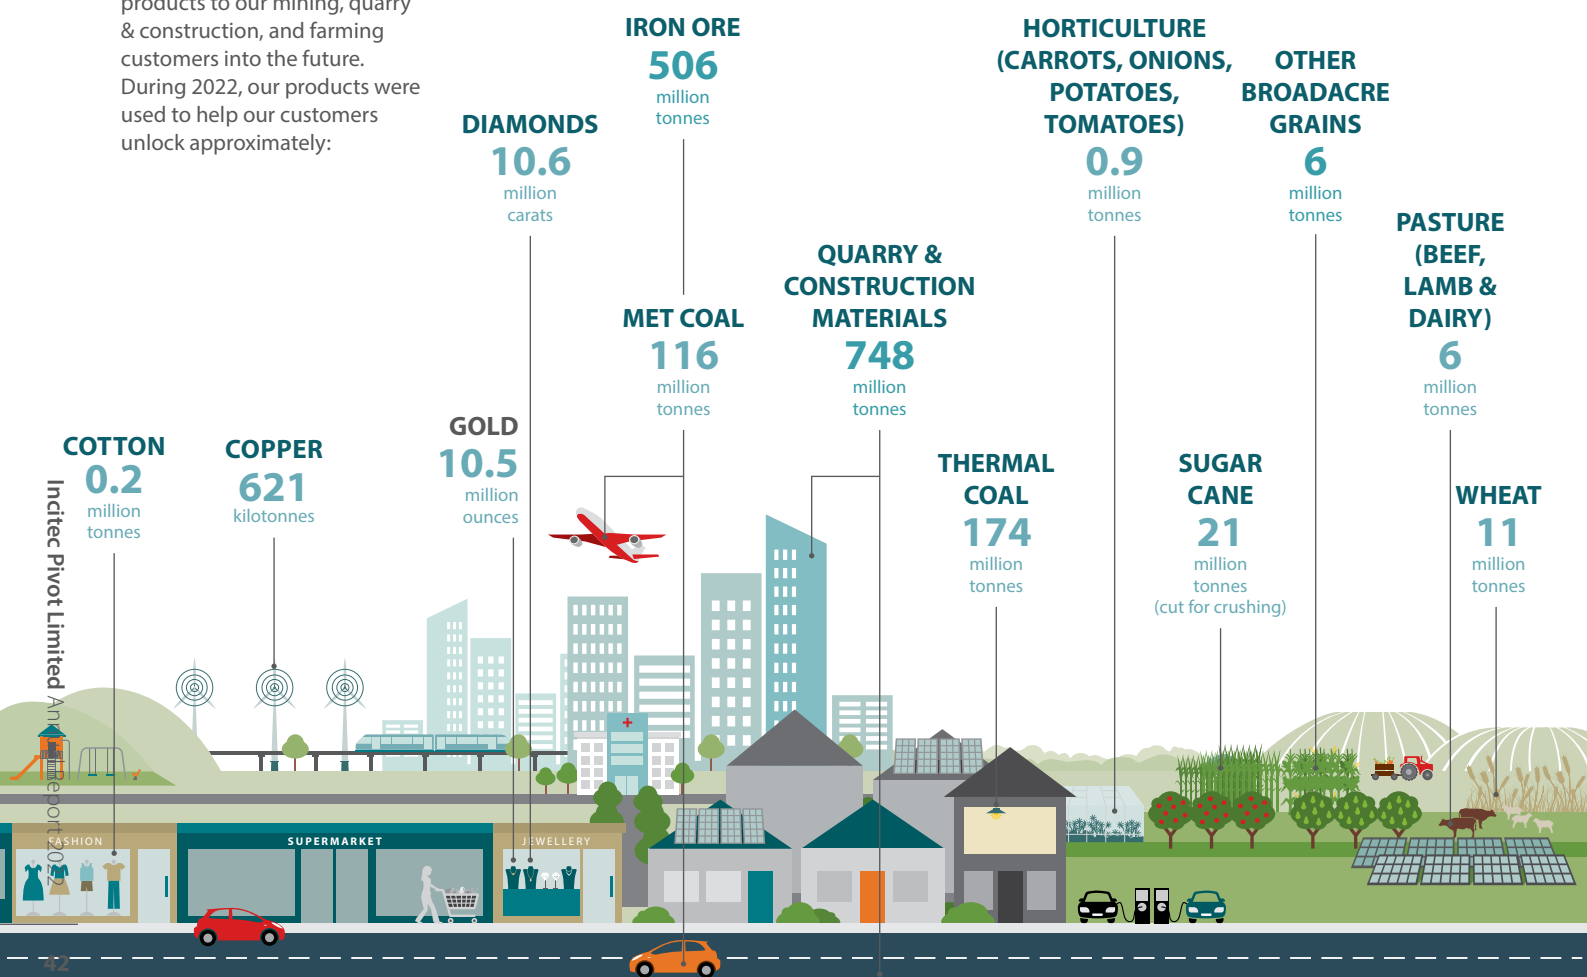 products to our mining, quarry
& construction, and farming
customers into the future.
During 2022, our products were
used to help our customers
unlock approximately:
IRON ORE
506
million
tonnes
DIAMONDS
10.6
million
carats
HORTICULTURE
(CARROTS, ONIONS,
POTATOES,
TOMATOES)
0.9
million
tonnes
OTHER
BROADACRE
GRAINS
6
million
tonnes
PASTURE
(BEEF,
LAMB &
DAIRY)
6
million
tonnes
QUARRY &
CONSTRUCTION
MATERIALS
748
million
tonnes
MET COAL
116
million
tonnes
GOLD
10.5
million
ounces
COTTON
0.2
million
tonnes
COPPER
621
kilotonnes
THERMAL
COAL
174
million
tonnes
SUGAR
CANE
21
million
tonnes
(cut for crushing)
WHEAT
11
million
tonnes
FASHION
SUPERMARKET
JEWELLERY
Incitec Pivot Limited Annual Report 2022
42